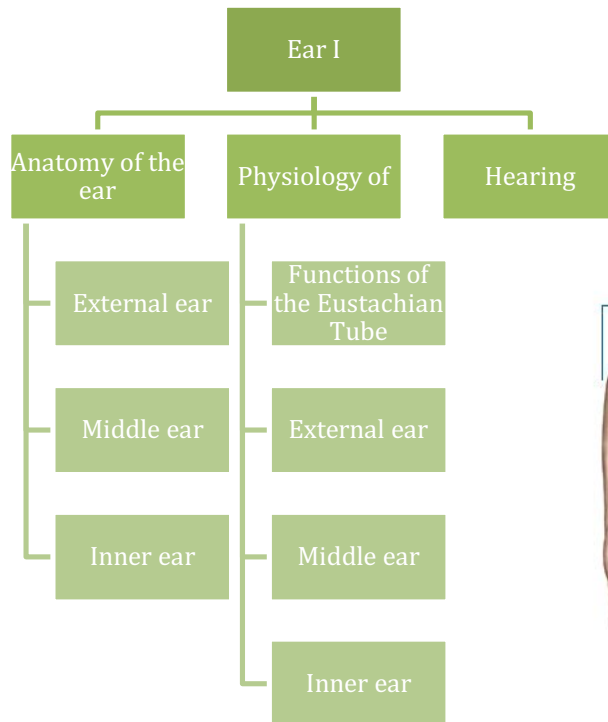 Ear I
Anatomy of the
ear
Physiology of
Hearing
External ear
Middle ear
Inner ear
Functions of
the Eustachian
Tube
External ear
Middle ear
Inner ear